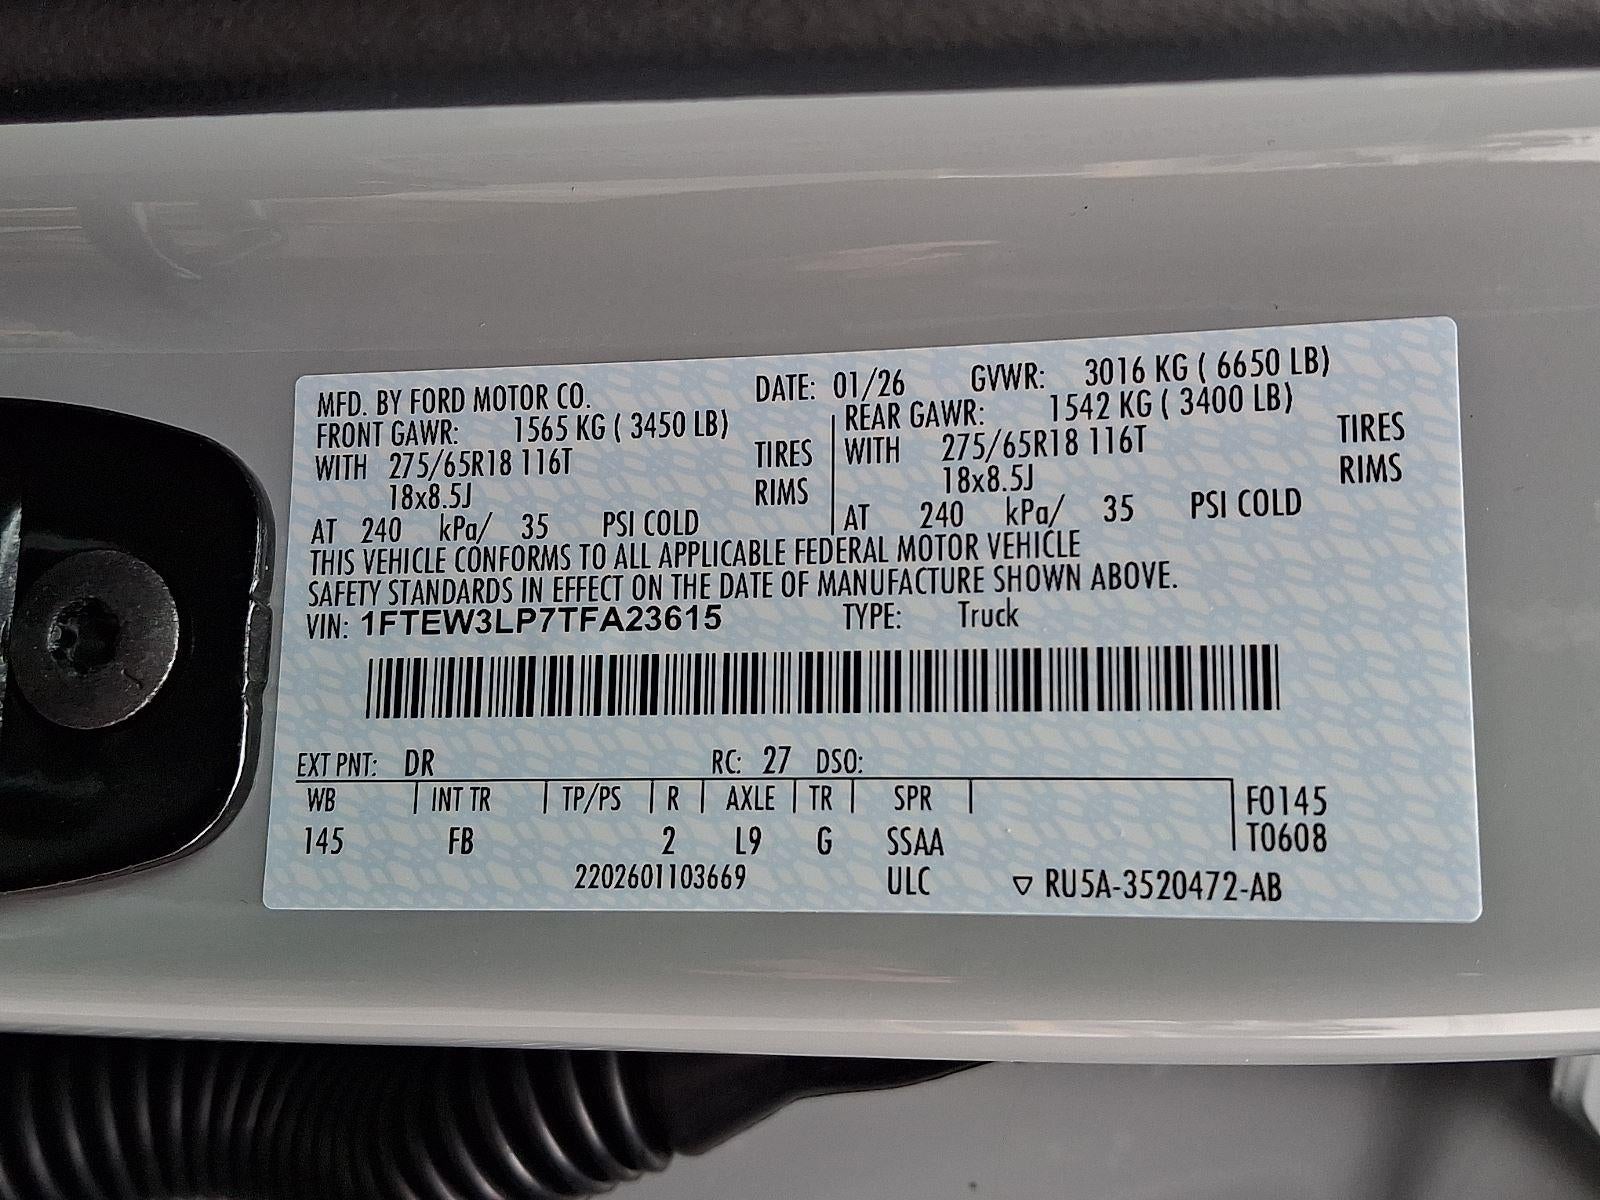 MFD. BY FORD MOTOR CO. DATE: 01/26 GVWR: 3016 KG ( 6650 LB)
FRONT GAWR: 1565 KG ( 3450 LB) REAR GAWR: 1542 KG ( 3400 LB)
WITH 275/65R18 116T TIRES WITH 275/65R18 116T TIRES
18x8.5J RIMS 18x8.5J RIMS
AT 240 kPa/ 35 PSI COLD AT 240 kPa/ 35 PSI COLD
THIS VEHICLE CONFORMS TO ALL APPLICABLE FEDERAL MOTOR VEHICLE
SAFETY STANDARDS IN EFFECT ON THE DATE OF MANUFACTURE SHOWN ABOVE.
VIN: 1FTEW3LP7TFA23615 TYPE: Truck
EXT PNT: DR RC: 27 DSO:
WB INT TR TP/PS R AXLE TR SPR F0145
145 FB 2 L9 G SSAA T0608
2202601103669 ULC ▽ RU5A-3520472-AB